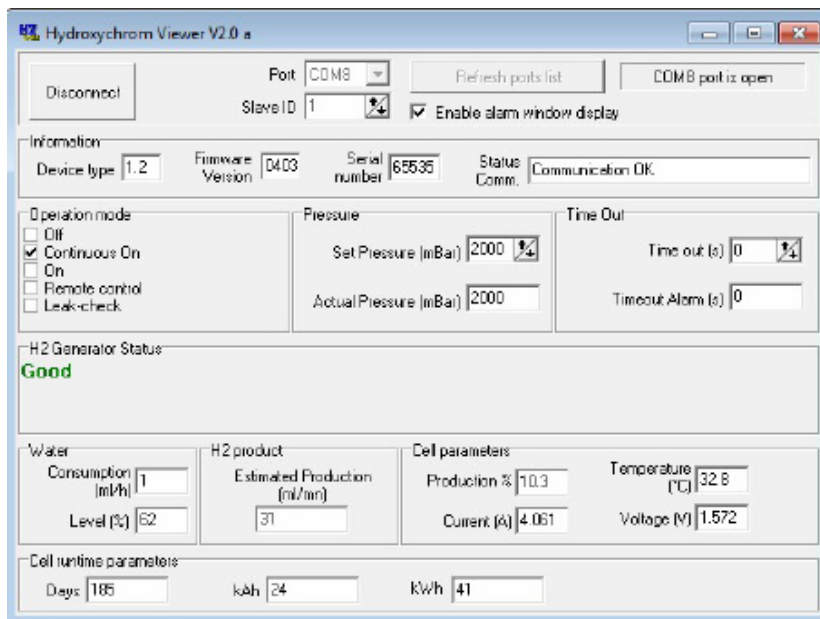 HZ Hydroxychrom Viewer V2.0 a
Disconnect
Port COM8
Refresh ports list
COM8 port is open
Slave ID 1
Enable alarm window display
Information
Device type 1.2
Firmware Version 0403
Serial number 65535
Status Comm. Communication OK
Operation mode
Off
Continuous On
On
Remote control
Leak-check
Pressure
Set Pressure (mBar) 2000
Actual Pressure (mBar) 2000
Time Out
Time out (s) 0
Timeout Alarm (s) 0
H2 Generator Status
Good
Water
Consumption (ml/h) 1
Level (%) 62
H2 product
Estimated Production (ml/mn)
31
Cell parameters
Production % 10.3
Temperature (°C) 32.8
Current (A) 4.061
Voltage (V) 1.572
Cell runtime parameters
Days 185
kAh 24
kWh 41